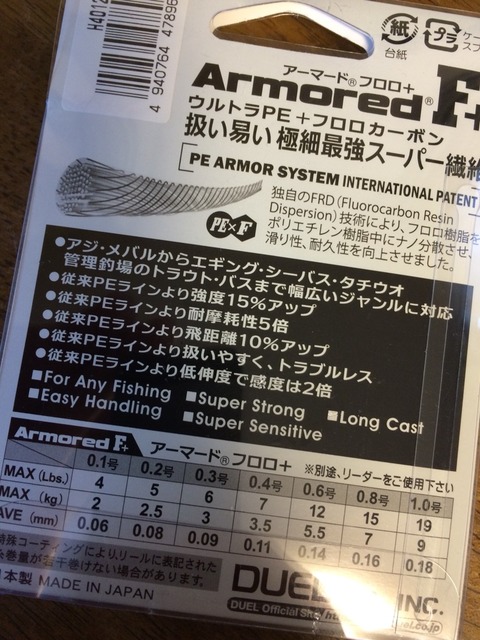 H4012
4 940764 47896
紙
台紙
プラ
アーマード®フロロ+
Armored® F+
ウルトラPE+フロロカーボン
扱い易い極細最強スーパー繊維
PE ARMOR SYSTEM INTERNATIONAL PATENT
独自のFRD(Fluorocarbon Resin
Dispersion)技術により、フロロ樹脂を
ポリエチレン樹脂中にナノ分散させ、
滑り性、耐久性を向上させました。
PE×F
●アジ・メバルからエギング・シーバス・タチウオ
管理釣場のトラウト・バスまで幅広いジャンルに対応
●従来PEラインより強度15%アップ
●従来PEラインより耐摩耗性5倍
●従来PEラインより飛距離10%アップ
●従来PEラインより扱いやすく、トラブルレス
●従来PEラインより低伸度で感度は2倍
■For Any Fishing ■Super Strong ■Long Cast
■Easy Handling ■Super Sensitive
Armored F+ アーマード®フロロ+ ※別途、リーダーをご使用下さい
0.1号 0.2号 0.3号 0.4号 0.6号 0.8号 1.0号
MAX(Lbs.) 4 5 6 7 12 15 19
MAX(kg) 2 2.5 3 3.5 5.5 7 9
AVE(mm) 0.06 0.08 0.09 0.11 0.14 0.16 0.18
特殊コーティングにより、リールに表記された
糸巻量が若干巻けない場合があります。
日本製 MADE IN JAPAN
DUEL INC.
DUEL Official Site